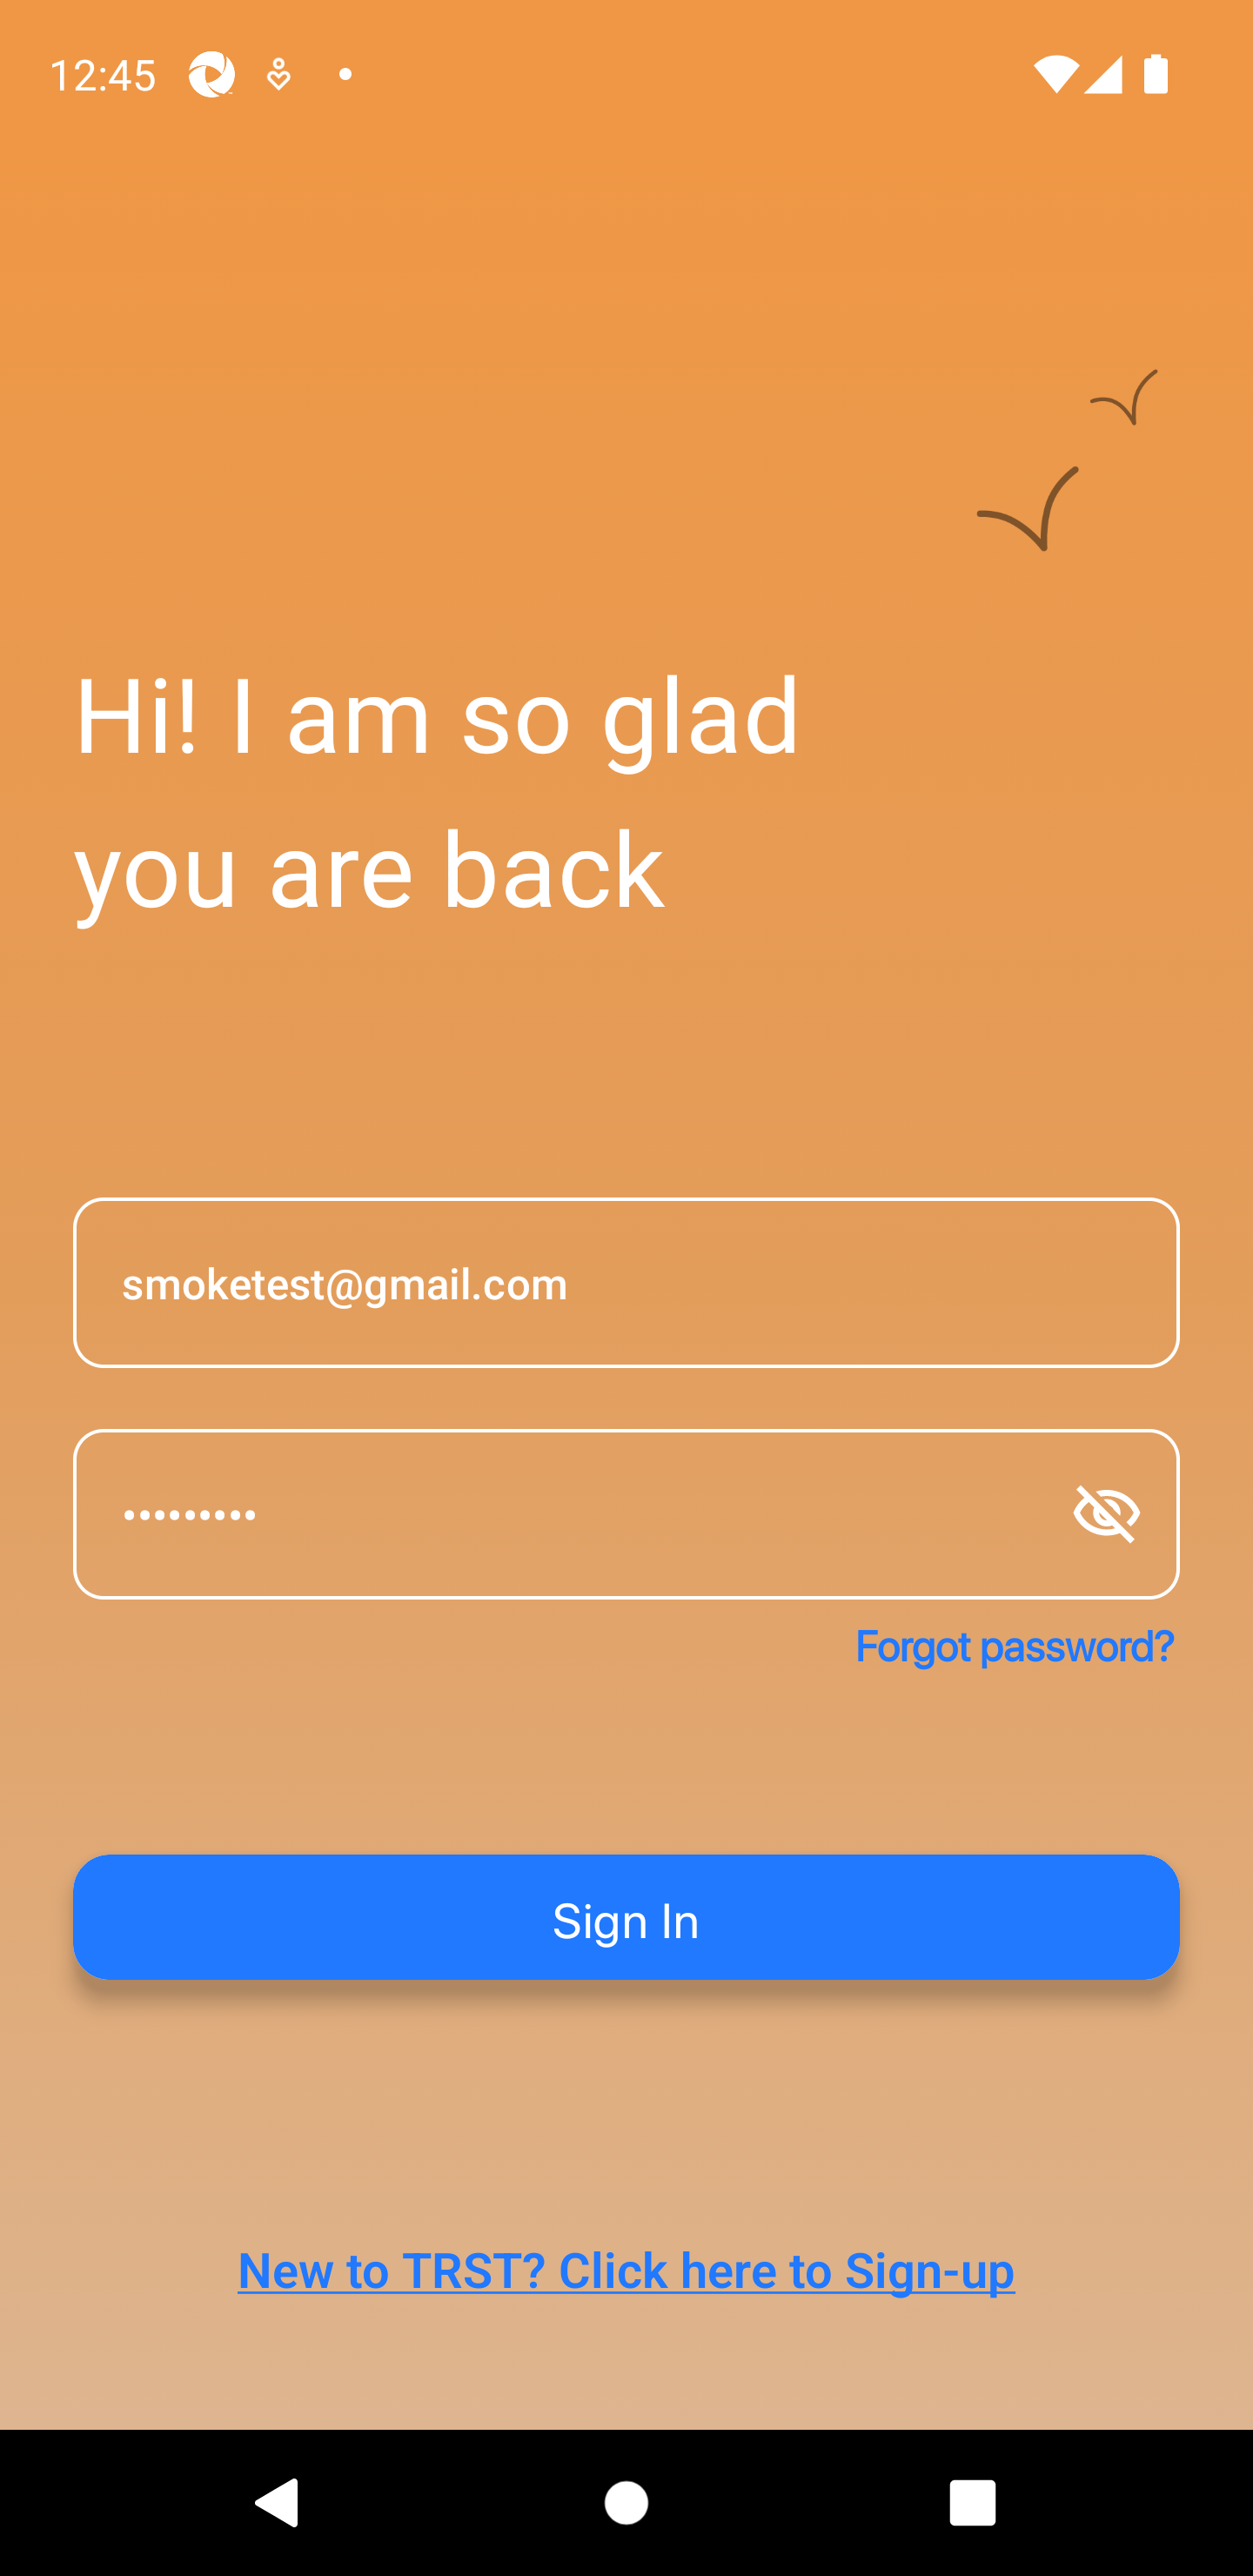 12:45
Hi! I am so glad
you are back
smoketest@gmail.com
•••••••••
Forgot password?
Sign In
New to TRST? Click here to Sign-up